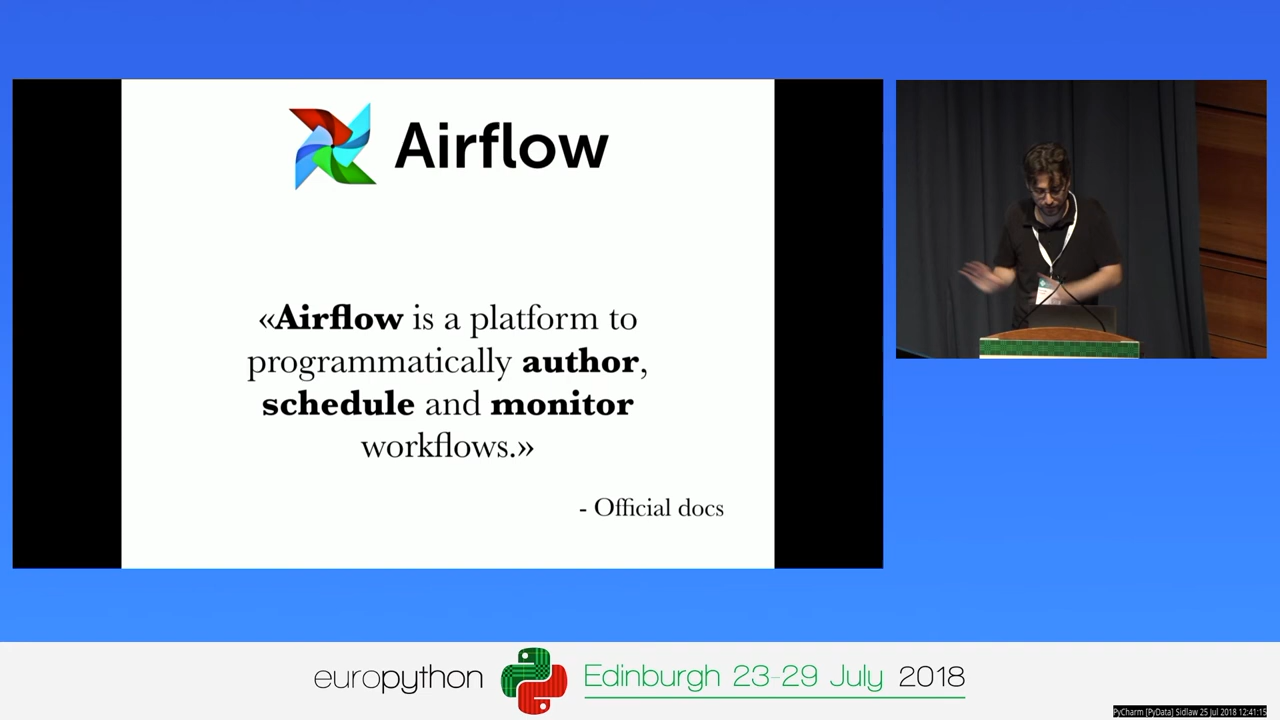 Airflow
«Airflow is a platform to
programmatically author,
schedule and monitor
workflows.»
- Official docs
europython
Edinburgh 23-29 July 2018
PyCharm [PyData] Sidlaw 25 Jul 2018 12:41:15